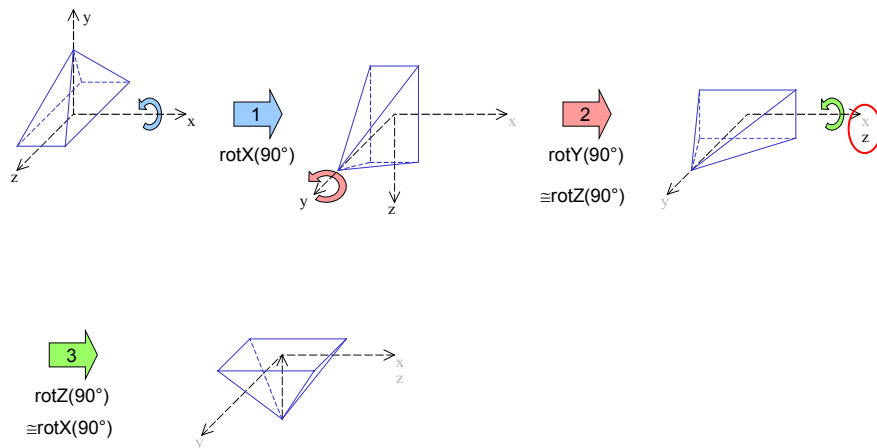 y
x
z
1
rotX(90°)
x
y
z
2
rotY(90°)
≅rotZ(90°)
x
z
y
3
rotZ(90°)
≅rotX(90°)
x
z
y